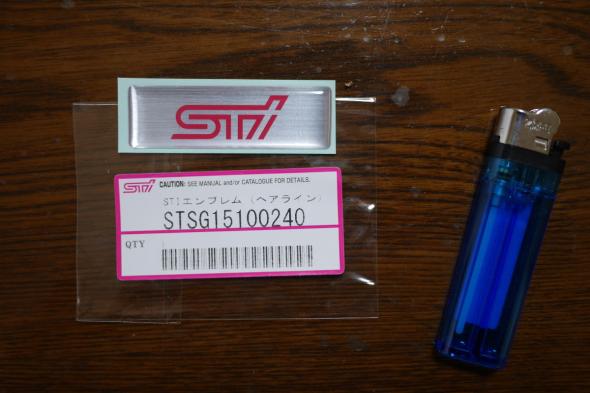 STI
STI CAUTION: SEE MANUAL and/or CATALOGUE FOR DETAILS.
STIエンブレム（ヘアライン）
STSG15100240
QTY